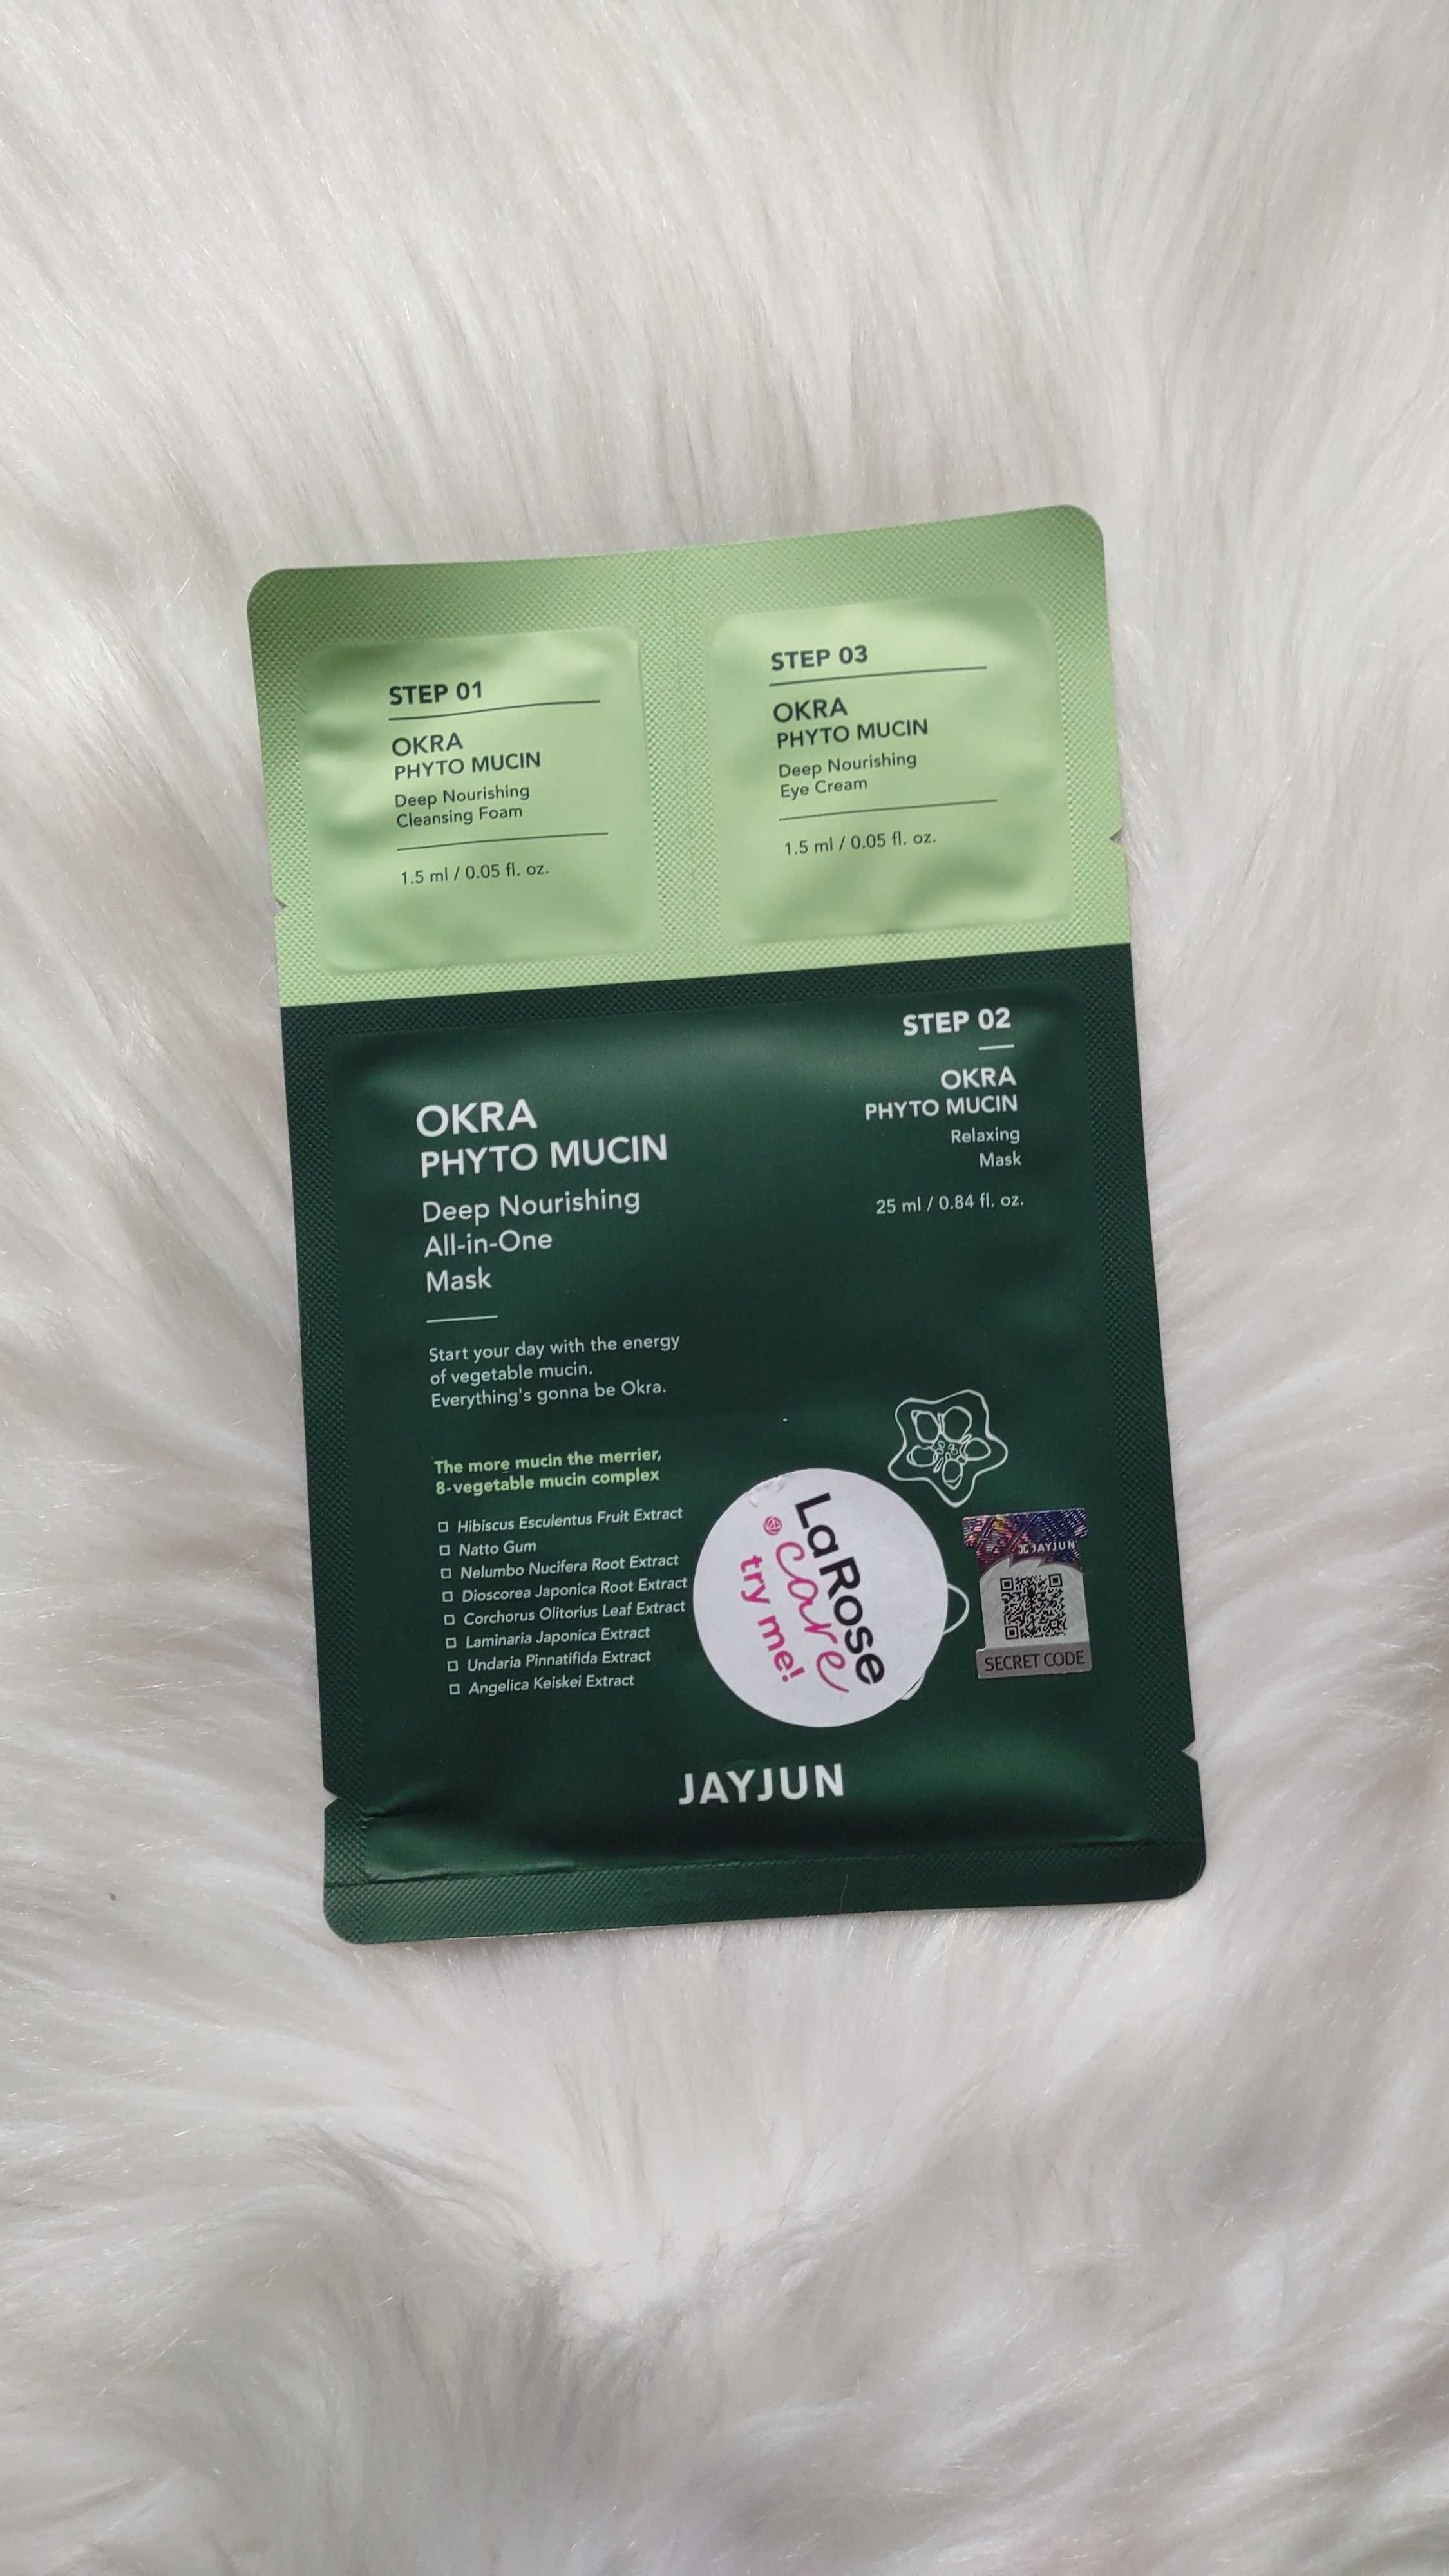 STEP 01
OKRA
PHYTO MUCIN
Deep Nourishing
Cleansing Foam
1.5 ml / 0.05 fl. oz.
STEP 03
OKRA
PHYTO MUCIN
Deep Nourishing
Eye Cream
1.5 ml / 0.05 fl. oz.
STEP 02
OKRA
PHYTO MUCIN
Relaxing
Mask
25 ml / 0.84 fl. oz.
OKRA
PHYTO MUCIN
Deep Nourishing
All-in-One
Mask
Start your day with the energy
of vegetable mucin.
Everything's gonna be Okra.
The more mucin the merrier,
8-vegetable mucin complex
Hibiscus Esculentus Fruit Extract
Natto Gum
Nelumbo Nucifera Root Extract
Dioscorea Japonica Root Extract
Corchorus Olitorius Leaf Extract
Laminaria Japonica Extract
Undaria Pinnatifida Extract
Angelica Keiskei Extract
LaRose
care
try me!
JAYJUN
SECRET CODE
JAYJUN